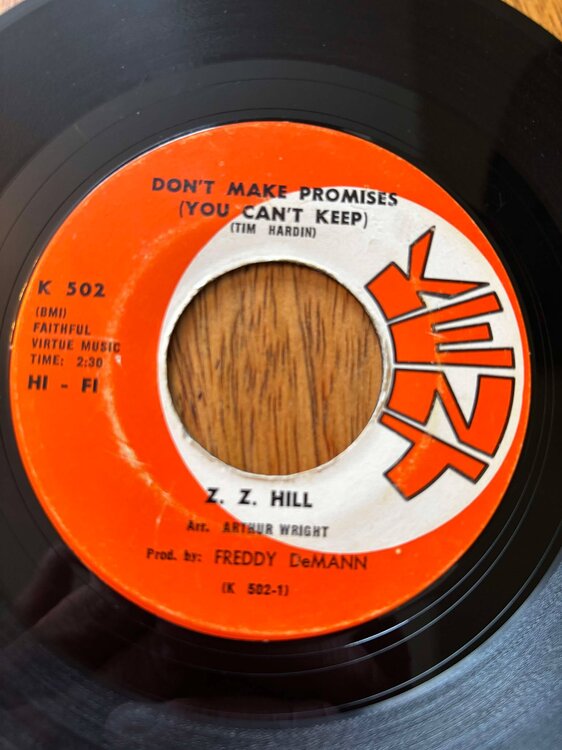 DON'T MAKE PROMISES
(YOU CAN'T KEEP)
(TIM HARDIN)
K 502
(BMI)
FAITHFUL
VIRTUE MUSIC
TIME: 2:30
HI - FI
KENT
Z. Z. HILL
Arr. ARTHUR WRIGHT
Prod. by: FREDDY DeMANN
(K 502-1)